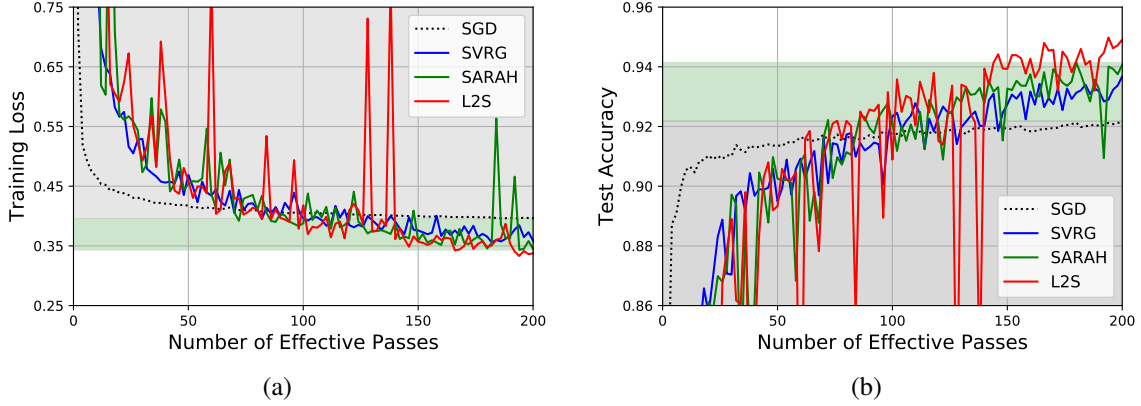 0.75
0.65
0.55
0.45
0.35
0.25
Training Loss
0 50 100 150 200
Number of Effective Passes
SGD
SVRG
SARAH
L2S
(a)
0.96
0.94
0.92
0.90
0.88
0.86
Test Accuracy
0 50 100 150 200
Number of Effective Passes
SGD
SVRG
SARAH
L2S
(b)